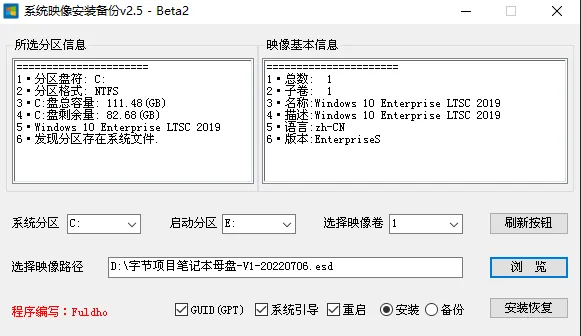 系统映像安装备份v2.5 - Beta2
所选分区信息
======================
1·分区盘符: C:
2·分区格式: NTFS
3·C:盘总容量: 111.48(GB)
4·C:盘剩余量: 82.68(GB)
5·Windows 10 Enterprise LTSC 2019
6·发现分区存在系统文件.
映像基本信息
======================
1·总数: 1
2·子卷: 1
3·名称:Windows 10 Enterprise LTSC 2019
4·描述:Windows 10 Enterprise LTSC 2019
5·语言:zh-CN
6·版本:EnterpriseS
系统分区 C: 启动分区 E: 选择映像卷 1 刷新按钮
选择映像路径 D:\字节项目笔记本母盘-V1-20220706.esd 浏 览
程序编写：Fuldho GUID(GPT) 系统引导 重启 安装 备份 安装恢复